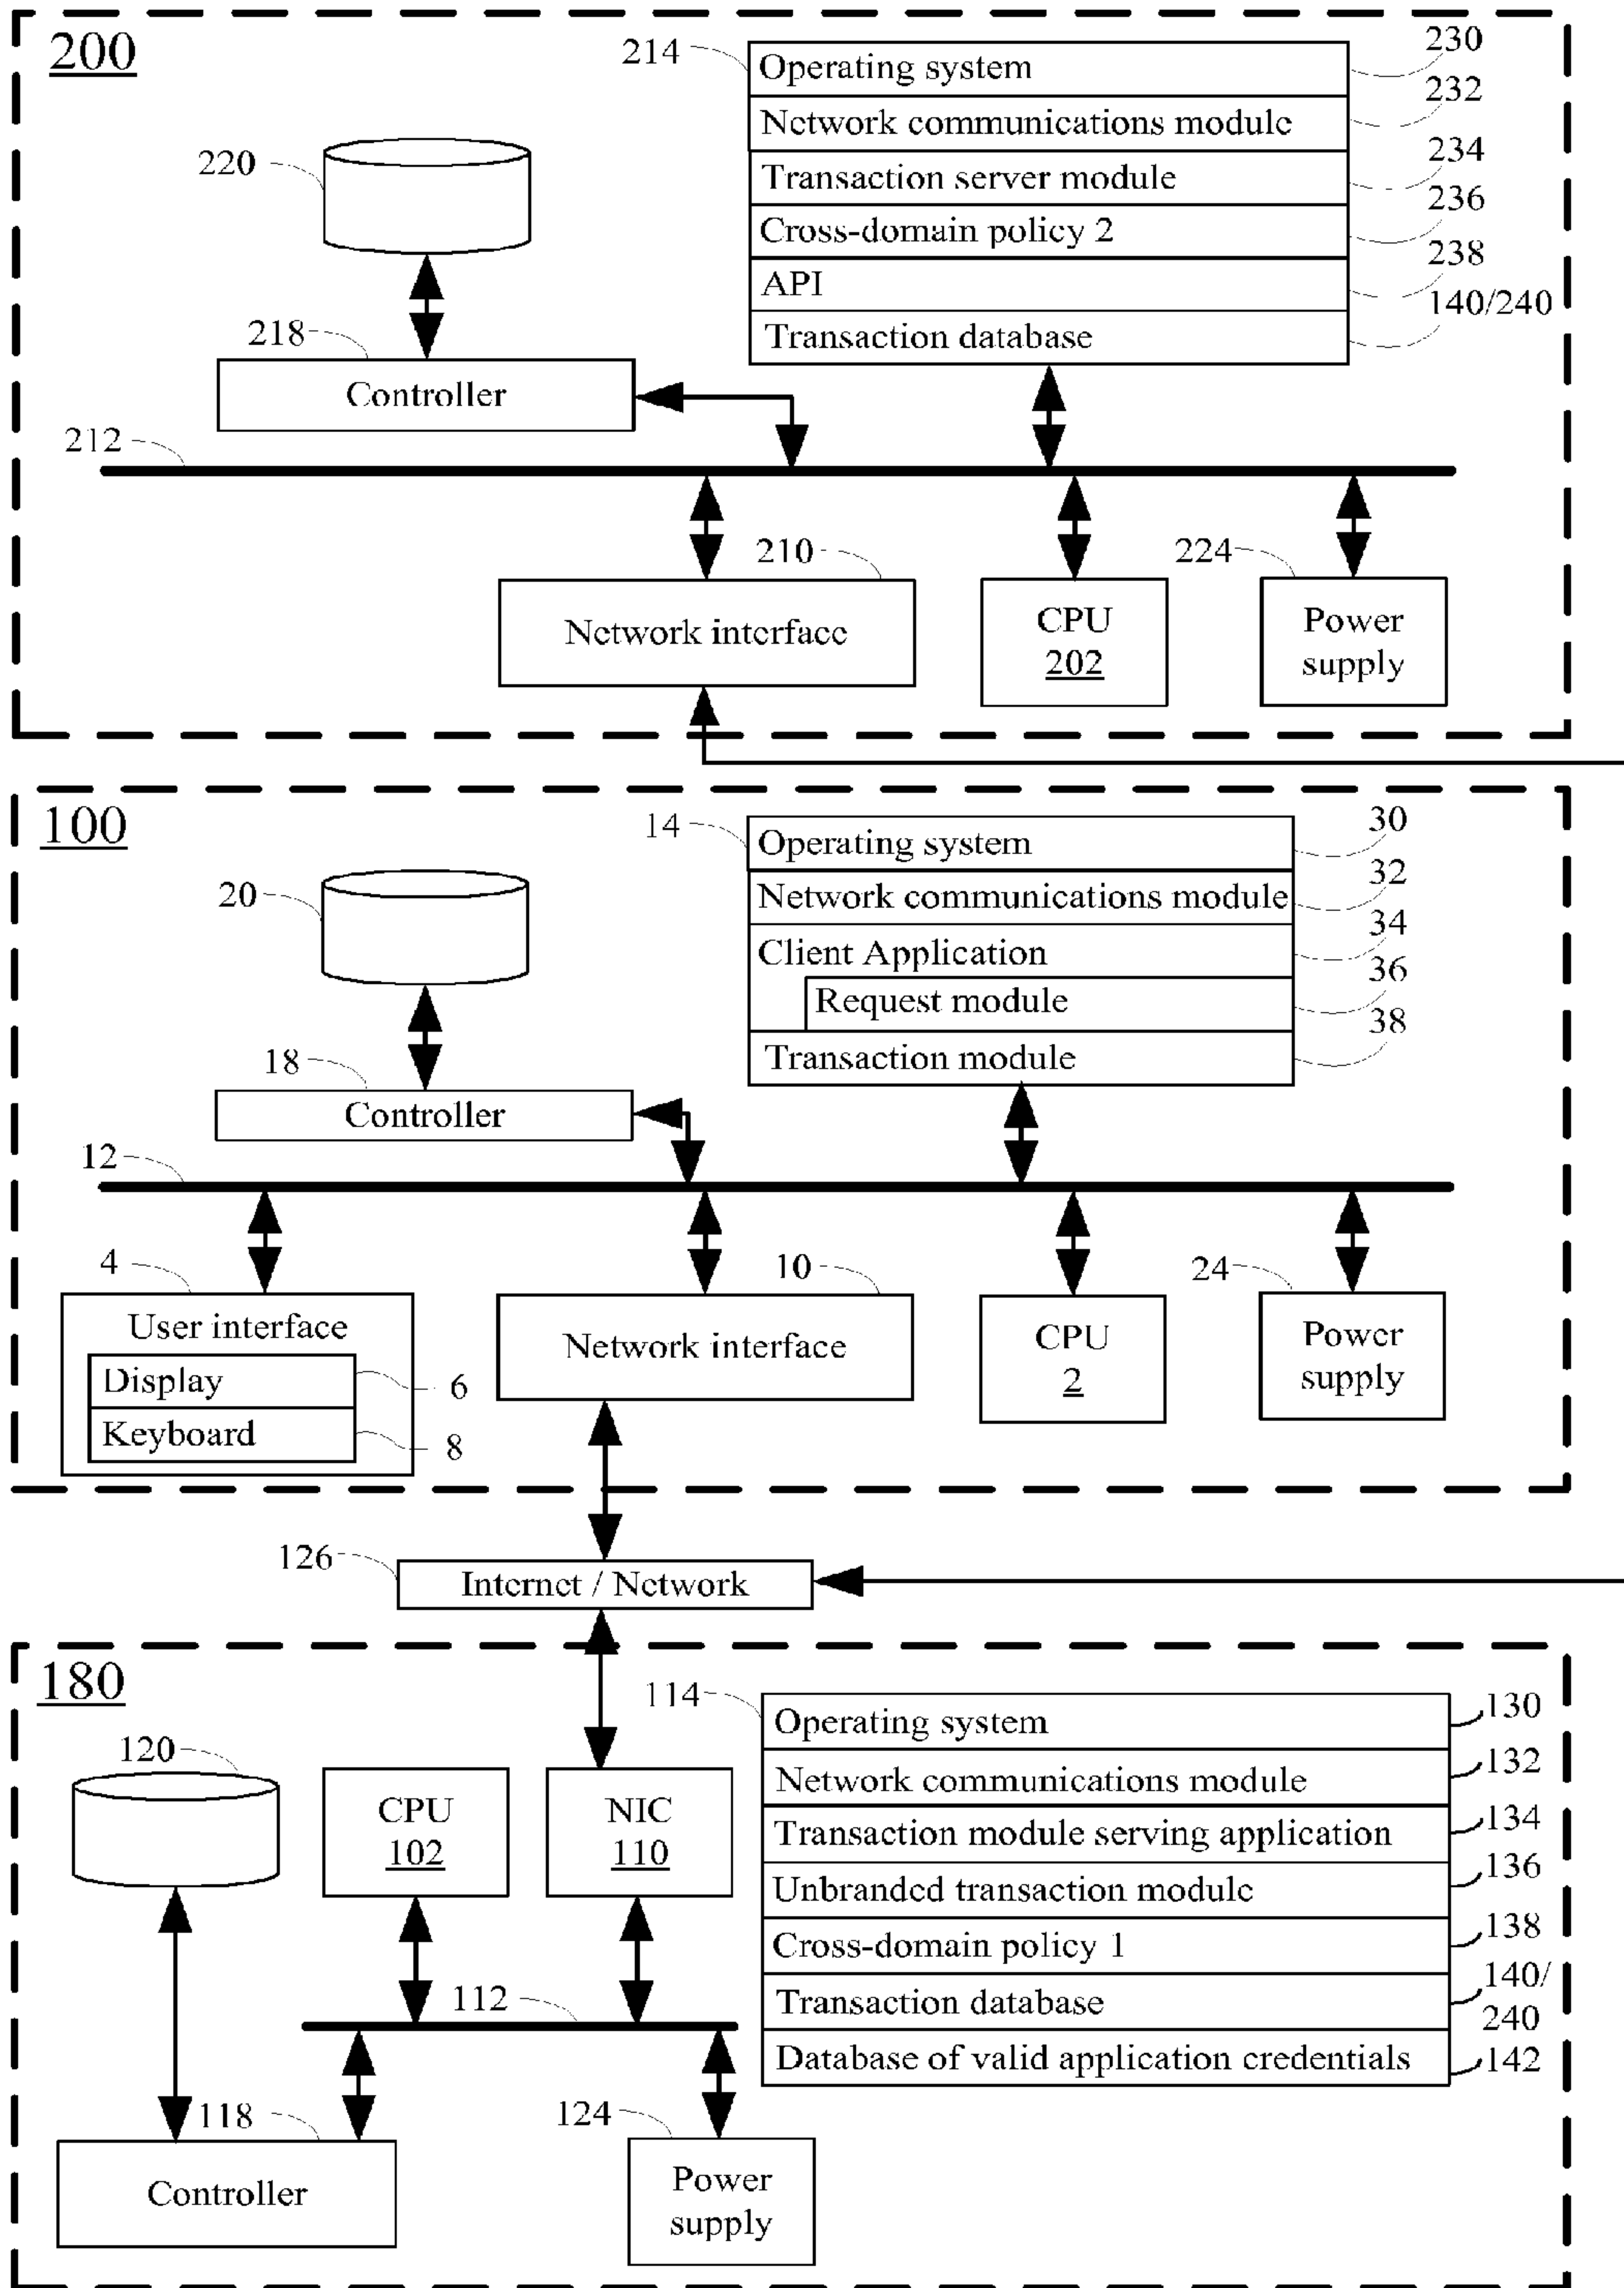 200
214
Operating system
230
Network communications module
232
Transaction server module
234
Cross-domain policy 2
236
API
238
Transaction database
140/240
220
218
Controller
212
210
Network interface
CPU
202
224
Power
supply
100
14
Operating system
30
Network communications module
32
Client Application
34
Request module
36
Transaction module
38
20
18
Controller
12
4
User interface
Display
6
Keyboard
8
10
Network interface
CPU
2
24
Power
supply
126
Internet / Network
180
114
Operating system
130
Network communications module
132
Transaction module serving application
134
Unbranded transaction module
136
Cross-domain policy 1
138
Transaction database
140/
240
Database of valid application credentials
142
120
CPU
102
NIC
110
112
118
Controller
124
Power
supply